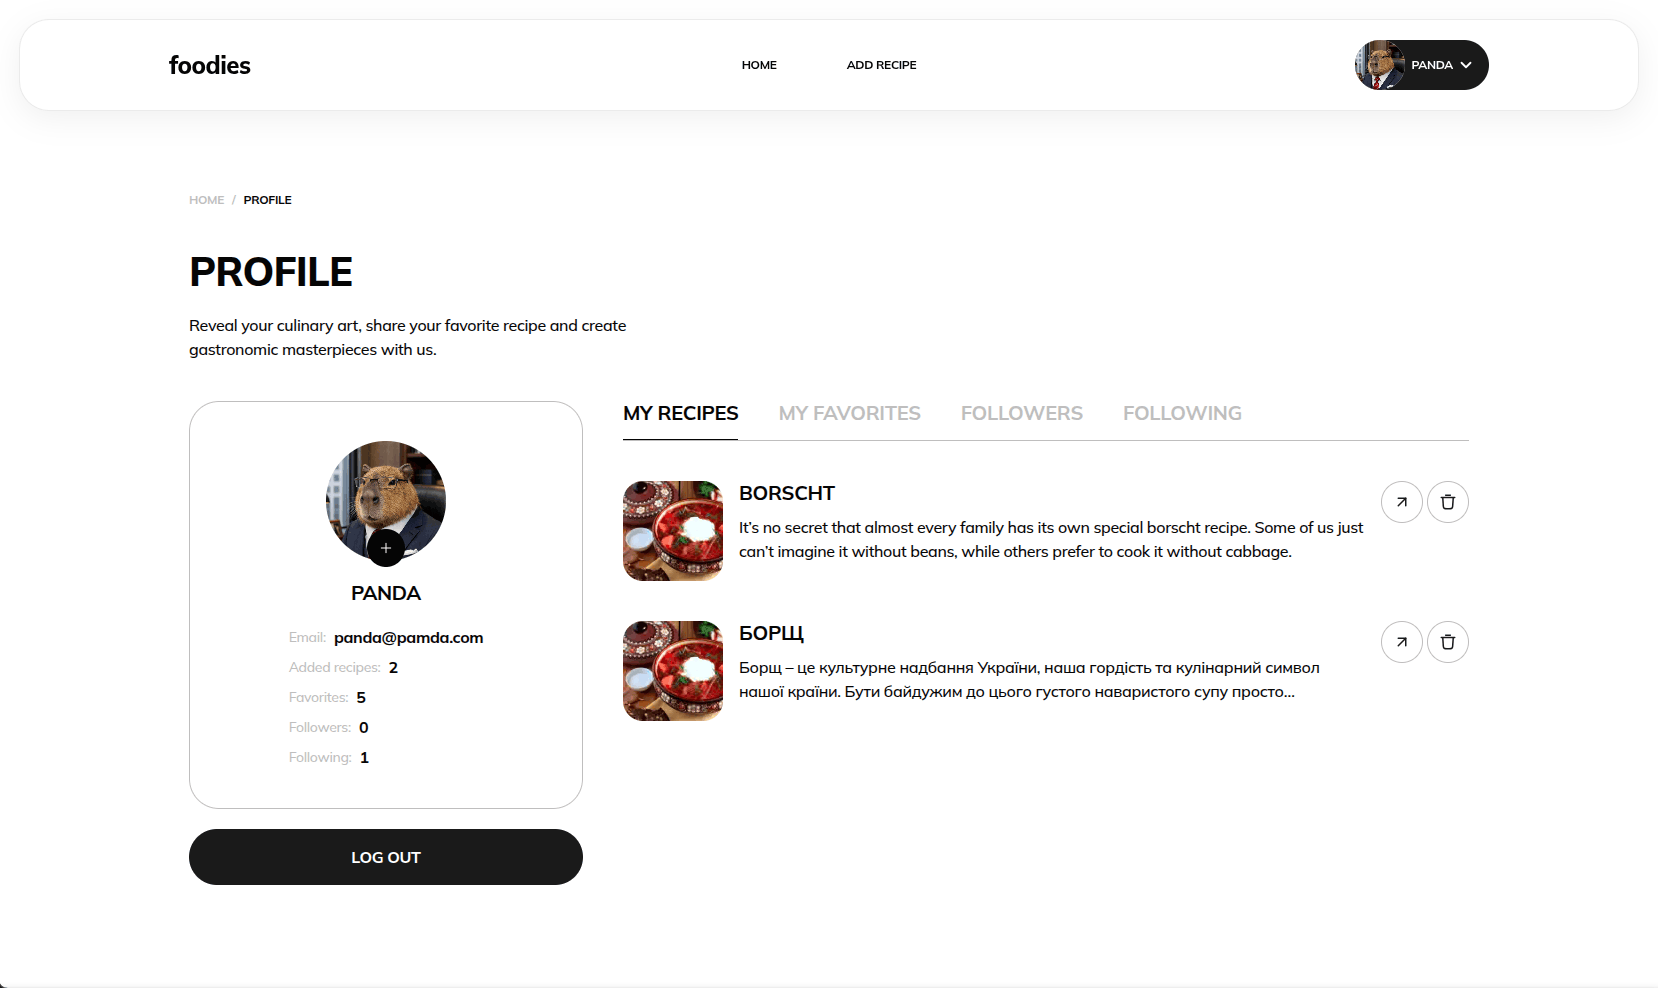 foodies
HOME
ADD RECIPE
PANDA
HOME / PROFILE
PROFILE
Reveal your culinary art, share your favorite recipe and create
gastronomic masterpieces with us.
PANDA
Email: panda@pamda.com
Added recipes: 2
Favorites: 5
Followers: 0
Following: 1
LOG OUT
MY RECIPES
MY FAVORITES
FOLLOWERS
FOLLOWING
BORSCHT
It’s no secret that almost every family has its own special borscht recipe. Some of us just
can’t imagine it without beans, while others prefer to cook it without cabbage.
БОРЩ
Борщ – це культурне надбання України, наша гордість та кулінарний символ
нашої країни. Бути байдужим до цього густого наваристого супу просто...